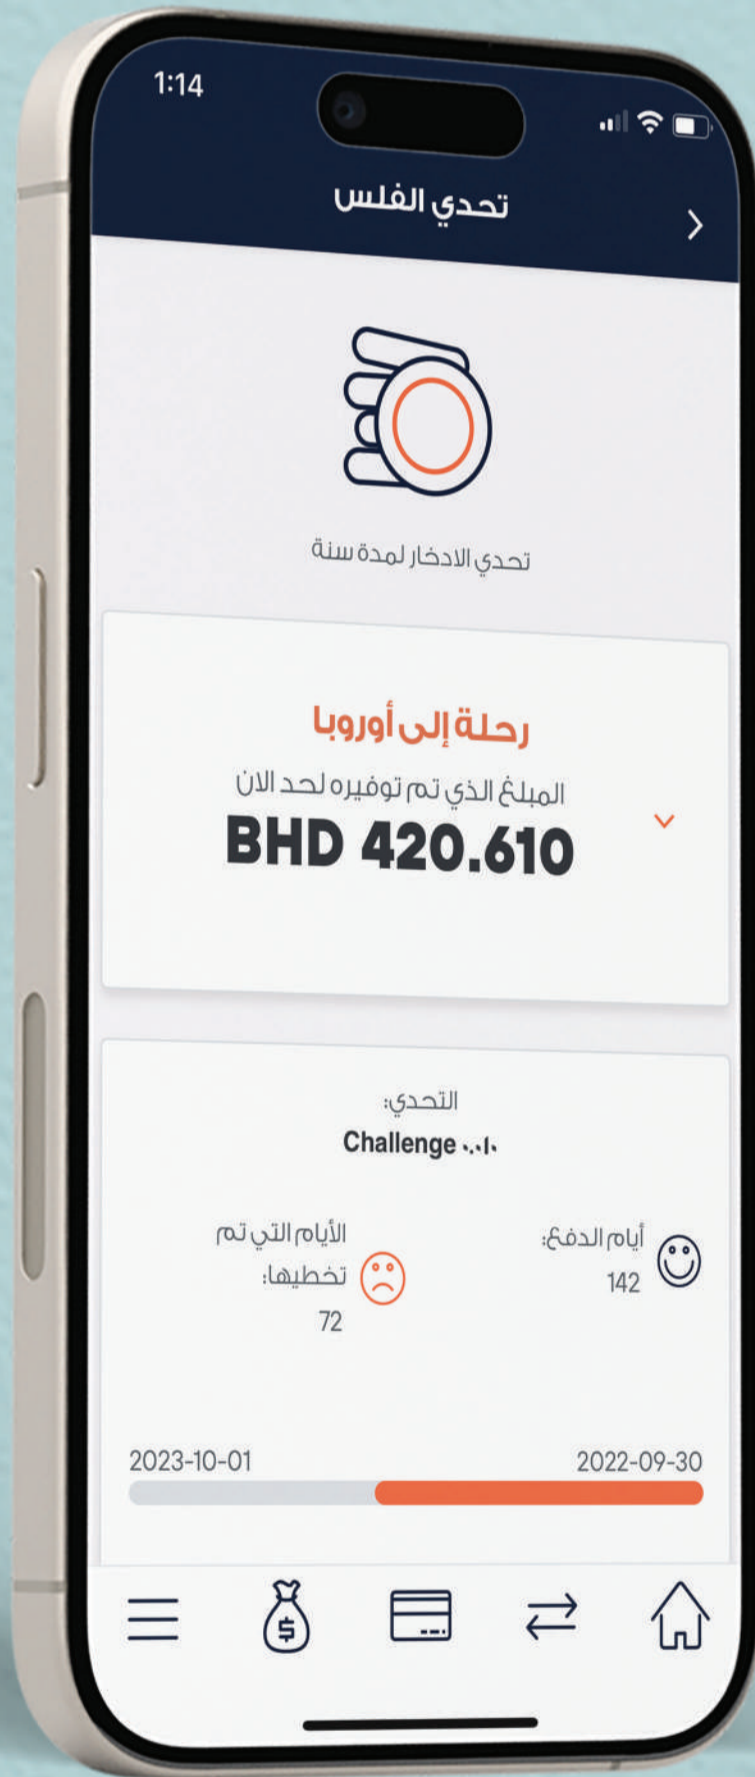 1:14
تحدي الفلس
تحدي الادخار لمدة سنة
رحلة إلى أوروبا
المبلغ الذي تم توفيره لحد الان
BHD 420.610
التحدي:
Challenge ٠.٠١٠
أيام الدفع:
142
الأيام التي تم
تخطيها:
72
2022-09-30
2023-10-01